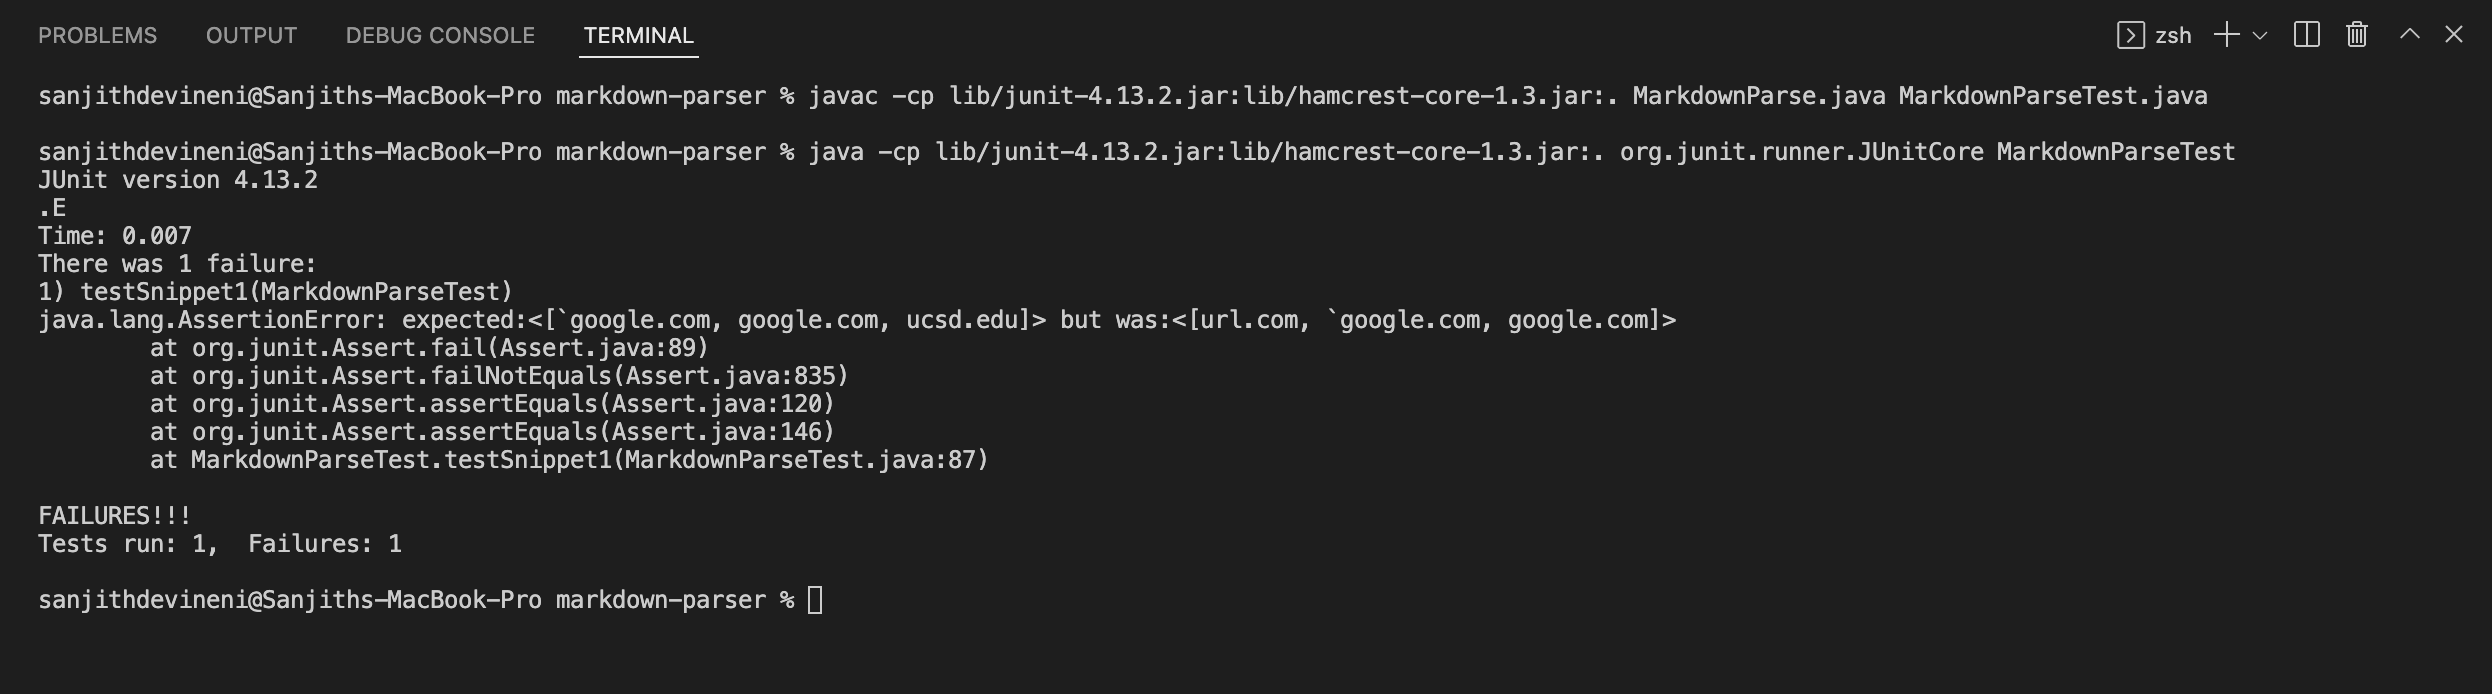 PROBLEMS OUTPUT DEBUG CONSOLE TERMINAL zsh
sanjithdevineni@Sanjiths-MacBook-Pro markdown-parser % javac -cp lib/junit-4.13.2.jar:lib/hamcrest-core-1.3.jar:. MarkdownParse.java MarkdownParseTest.java
sanjithdevineni@Sanjiths-MacBook-Pro markdown-parser % java -cp lib/junit-4.13.2.jar:lib/hamcrest-core-1.3.jar:. org.junit.runner.JUnitCore MarkdownParseTest
JUnit version 4.13.2
.E
Time: 0.007
There was 1 failure:
1) testSnippet1(MarkdownParseTest)
java.lang.AssertionError: expected:<[`google.com, google.com, ucsd.edu]> but was:<[url.com, `google.com, google.com]>
at org.junit.Assert.fail(Assert.java:89)
at org.junit.Assert.failNotEquals(Assert.java:835)
at org.junit.Assert.assertEquals(Assert.java:120)
at org.junit.Assert.assertEquals(Assert.java:146)
at MarkdownParseTest.testSnippet1(MarkdownParseTest.java:87)
FAILURES!!!
Tests run: 1,  Failures: 1
sanjithdevineni@Sanjiths-MacBook-Pro markdown-parser %